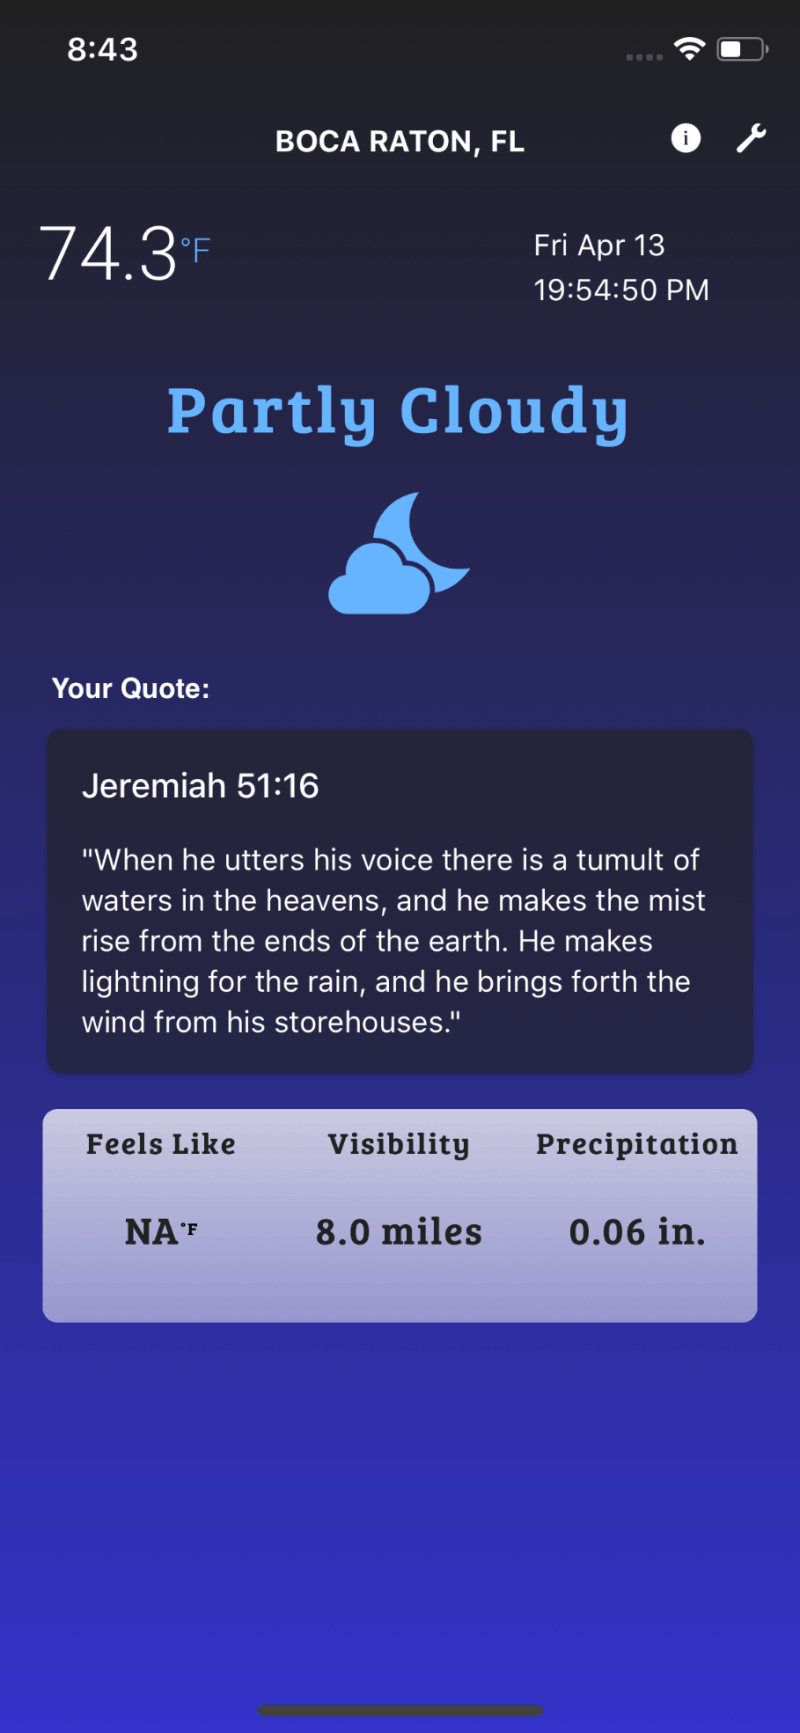 8:43
BOCA RATON, FL
74.3°F
Fri Apr 13
19:54:50 PM
Partly Cloudy
Your Quote:
Jeremiah 51:16
"When he utters his voice there is a tumult of
waters in the heavens, and he makes the mist
rise from the ends of the earth. He makes
lightning for the rain, and he brings forth the
wind from his storehouses."
Feels Like Visibility Precipitation
NA°F 8.0 miles 0.06 in.